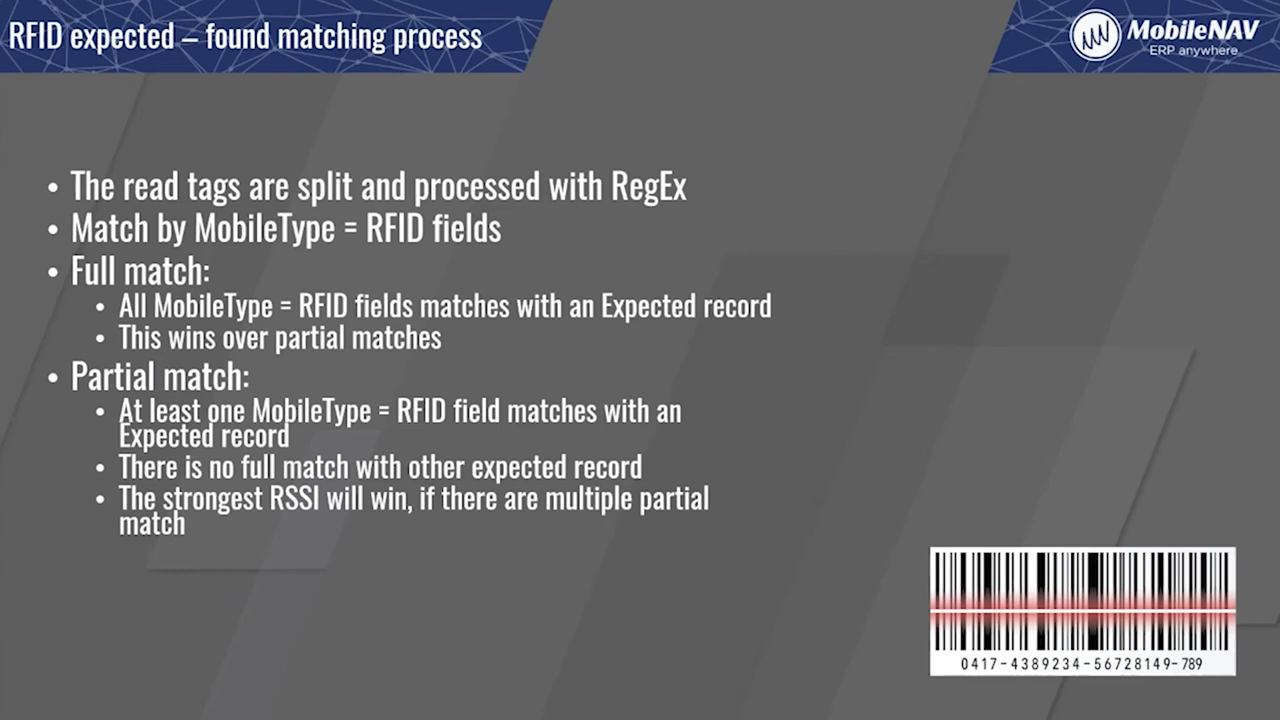 RFID expected – found matching process
MobileNAV
ERP anywhere
• The read tags are split and processed with RegEx
• Match by MobileType = RFID fields
• Full match:
• All MobileType = RFID fields matches with an Expected record
• This wins over partial matches
• Partial match:
• At least one MobileType = RFID field matches with an
Expected record
• There is no full match with other expected record
• The strongest RSSI will win, if there are multiple partial
match
0417-4389234-56728149-789